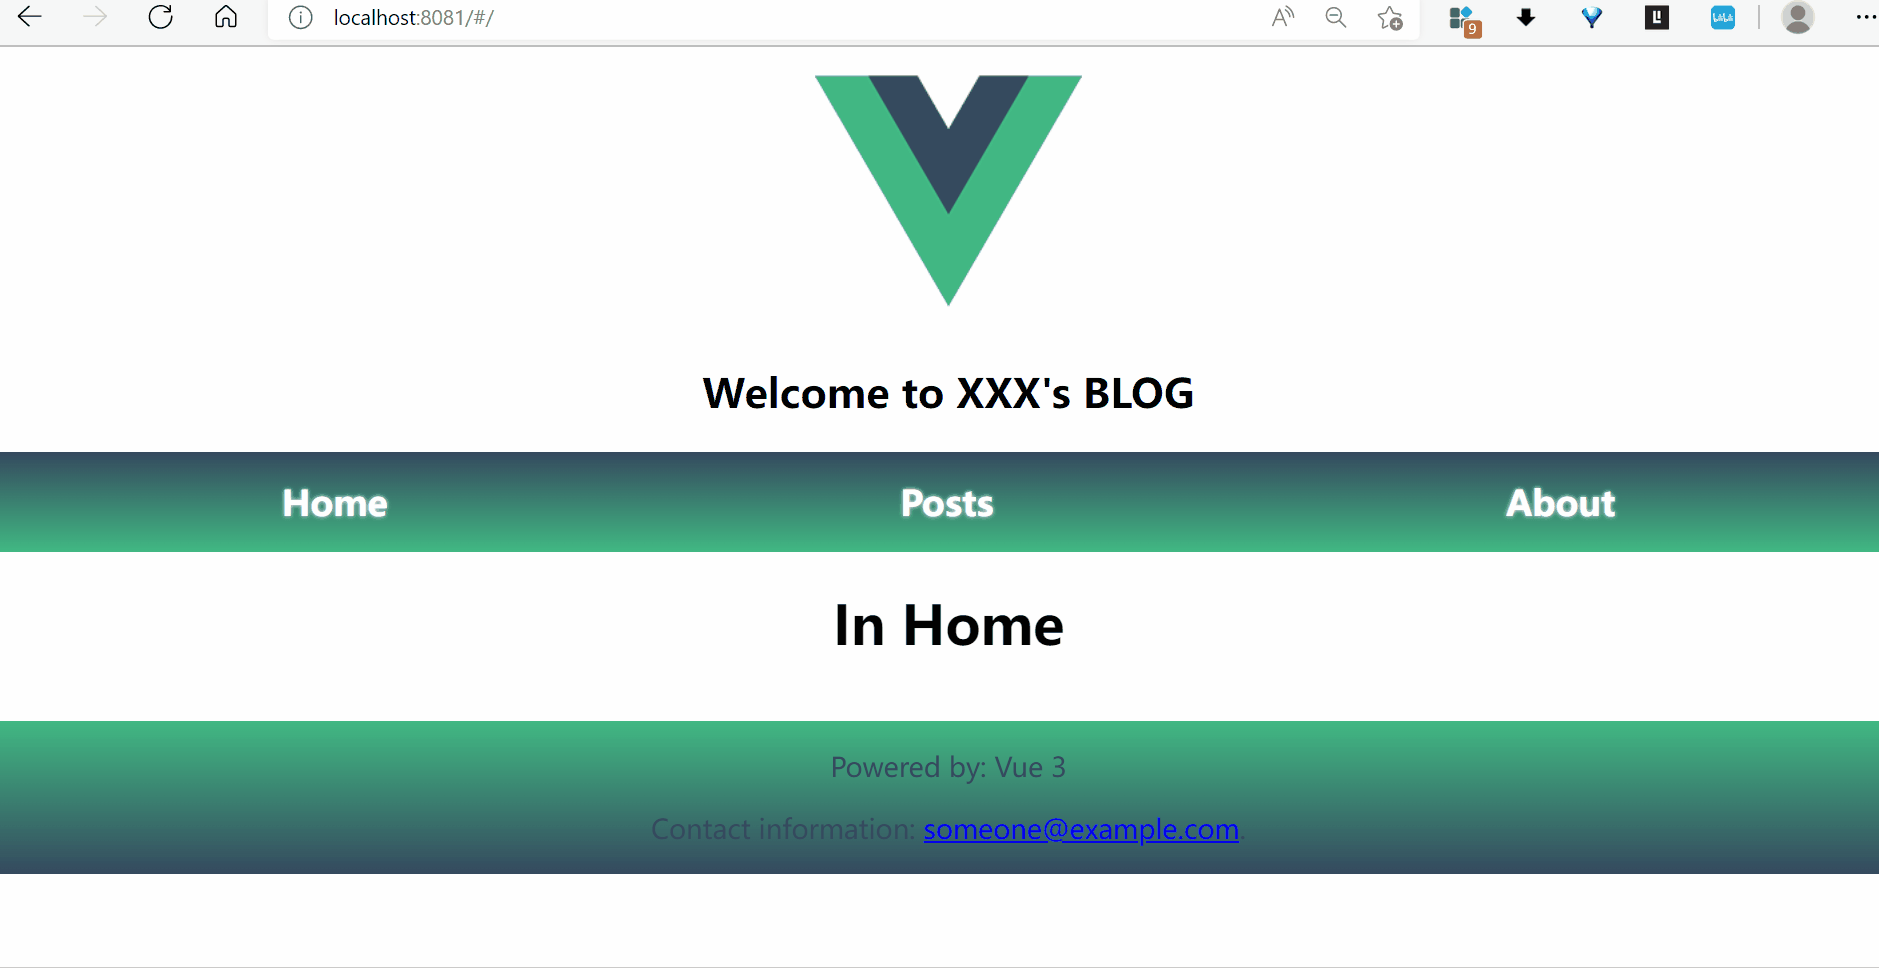 localhost:8081/#/
9
Welcome to XXX's BLOG
Home Posts About
In Home
Powered by: Vue 3
Contact information: someone@example.com.